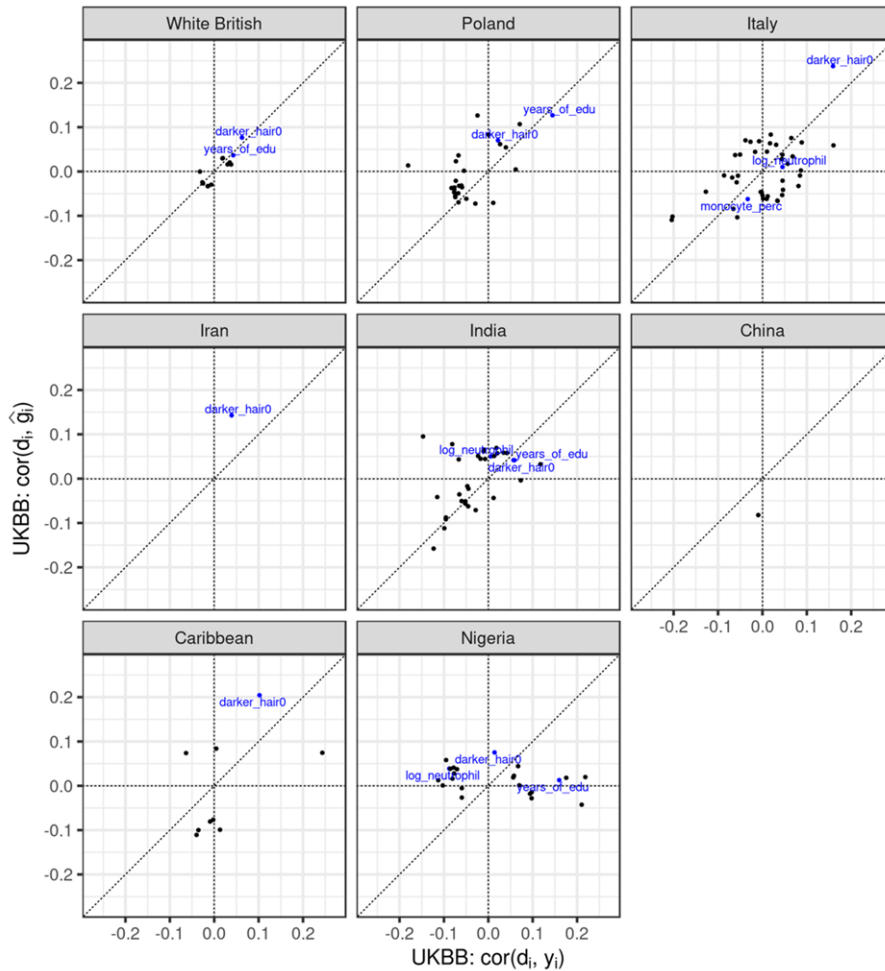 White British
Poland
Italy
0.2
0.1
0.0
-0.1
-0.2
darker_hair0
years_of_edu
years_of_edu
darker_hair0
darker_hair0
log_neutrophil
monocyte_perc
Iran
India
China
0.2
0.1
0.0
-0.1
-0.2
darker_hair0
log_neutrophil
years_of_edu
darker_hair0
-0.2 -0.1 0.0 0.1 0.2
UKBB: cor(dᵢ, ĝᵢ)
Caribbean
Nigeria
0.2
0.1
0.0
-0.1
-0.2
darker_hair0
darker_hair0
log_neutrophil
years_of_edu
-0.2 -0.1 0.0 0.1 0.2
-0.2 -0.1 0.0 0.1 0.2
UKBB: cor(dᵢ, yᵢ)